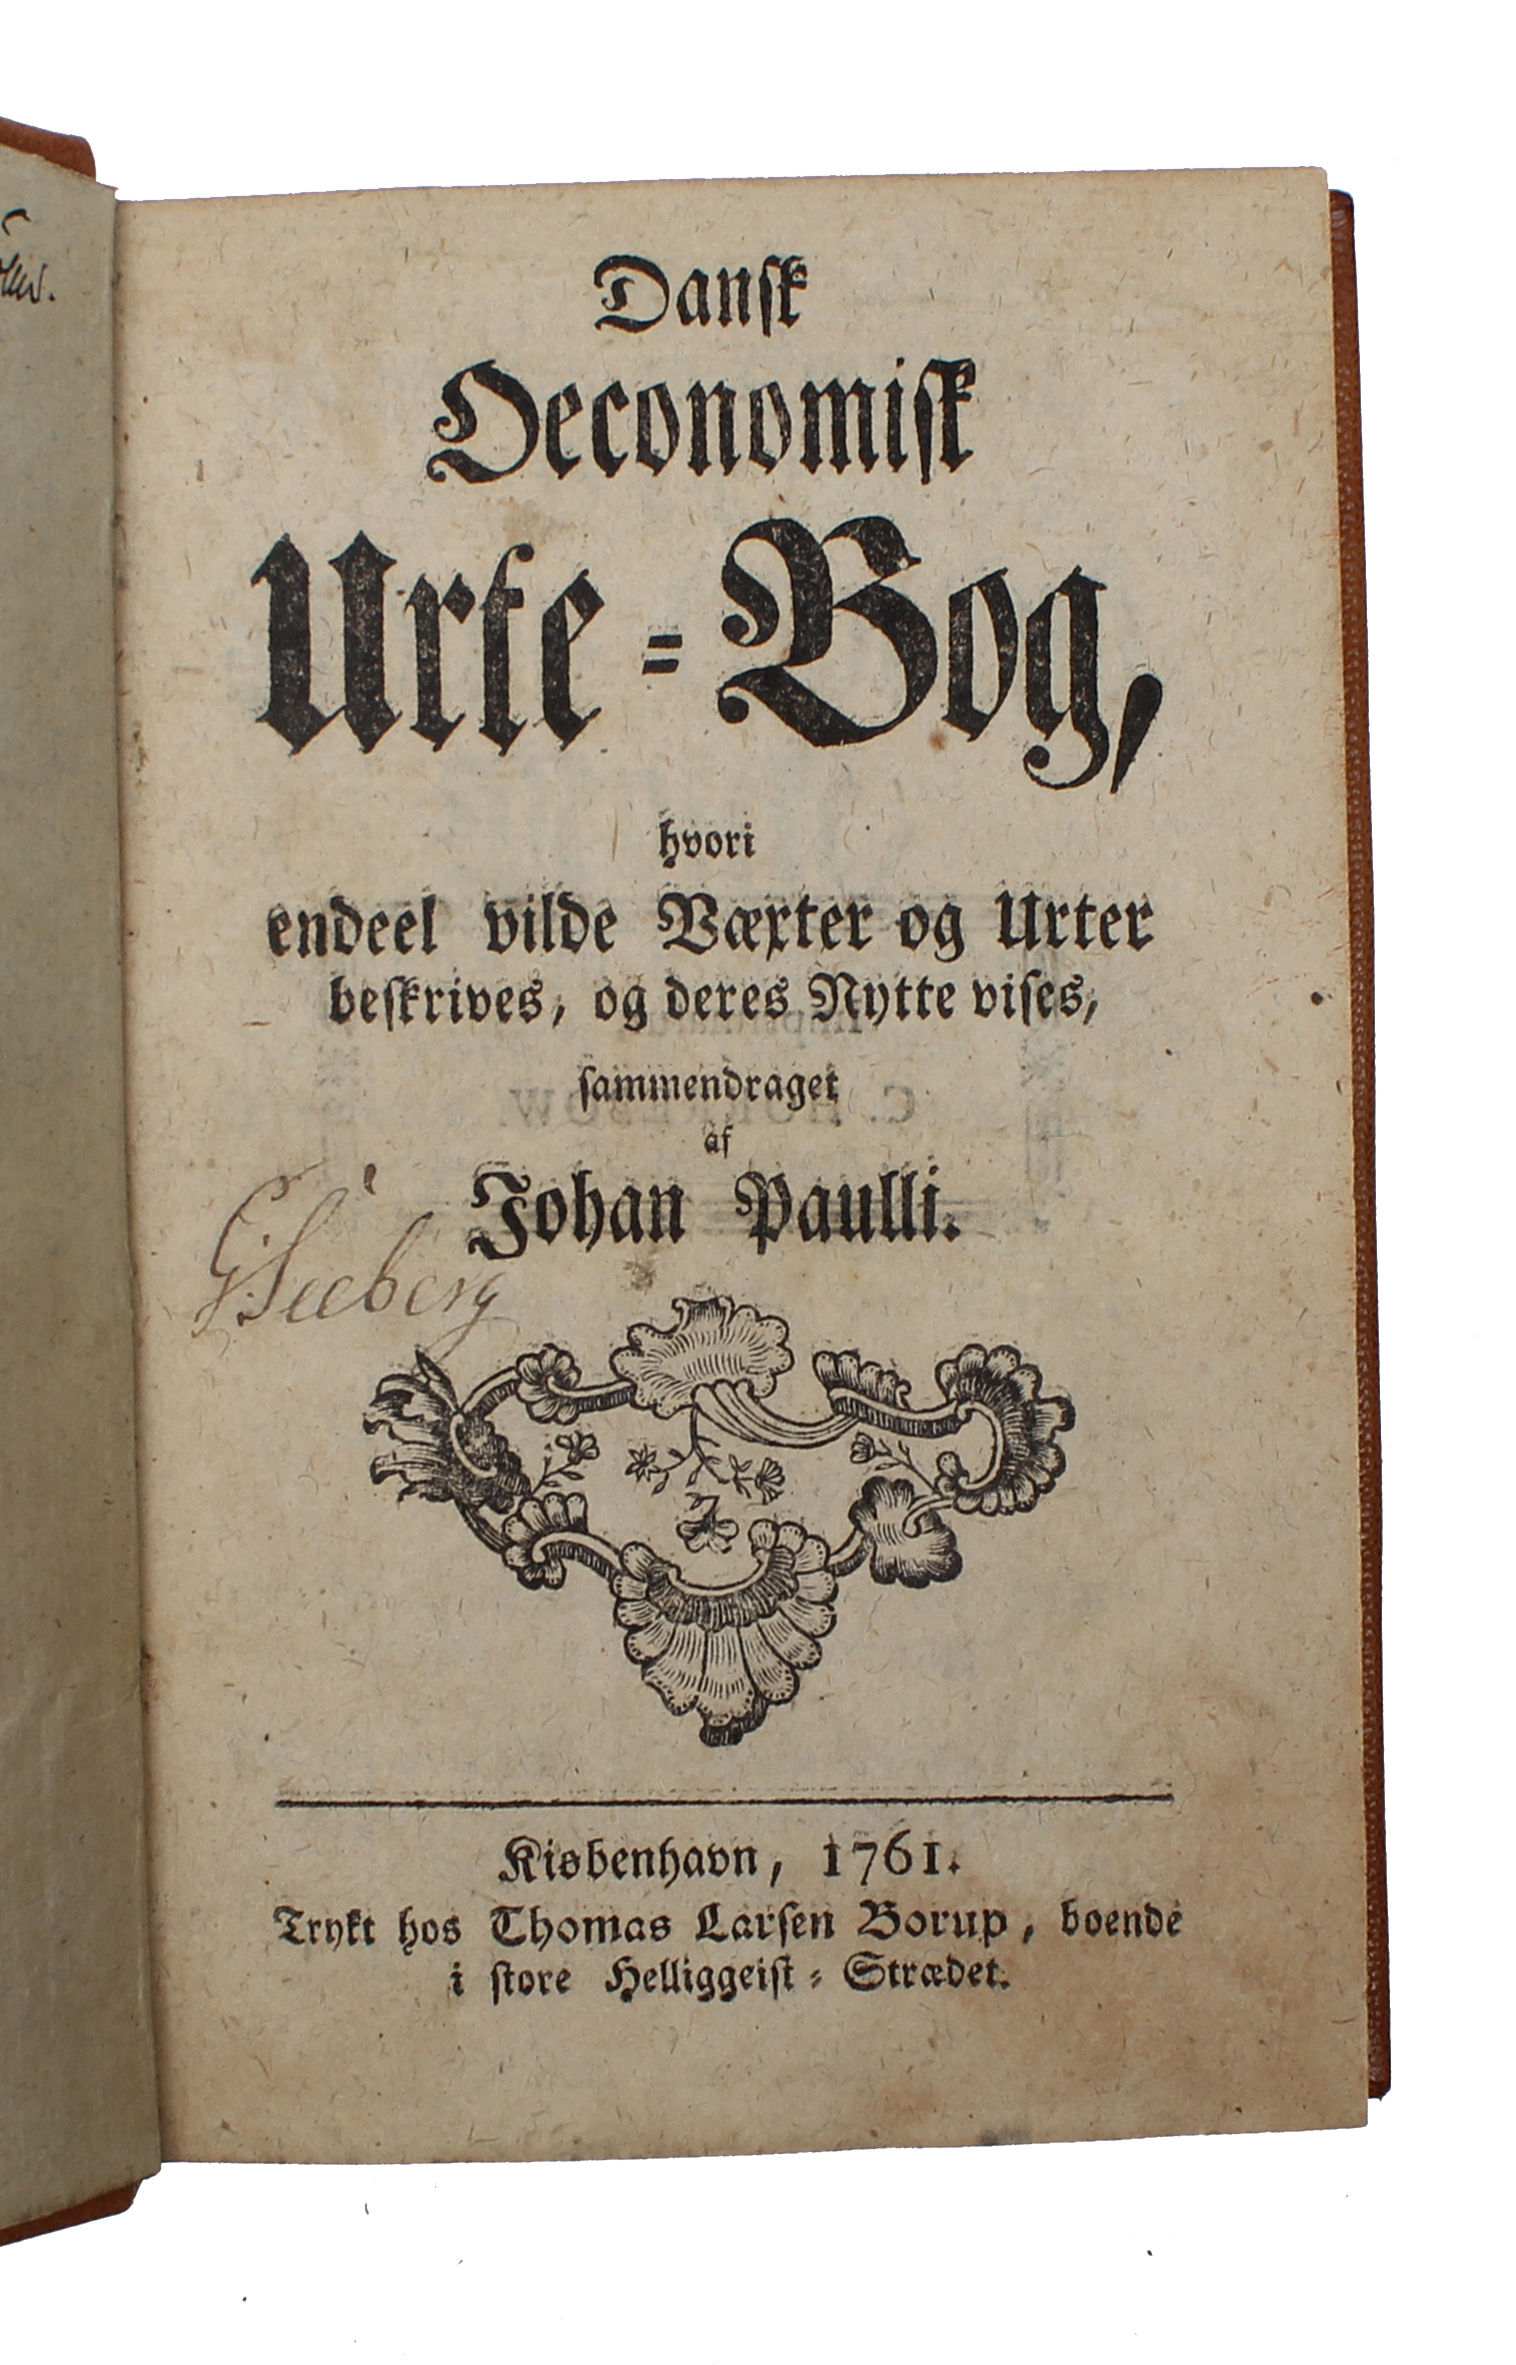 Dansk
Oeconomisk
Urte-Bog,
hvori
endeel vilde Væxter og Urter
beskrives, og deres Nytte vises,
sammendraget
af
Johan Paulli.
G. Seeberg
Kiøbenhavn, 1761.
Trykt hos Thomas Larsen Borup, boende
i store Helliggeist-Strædet.